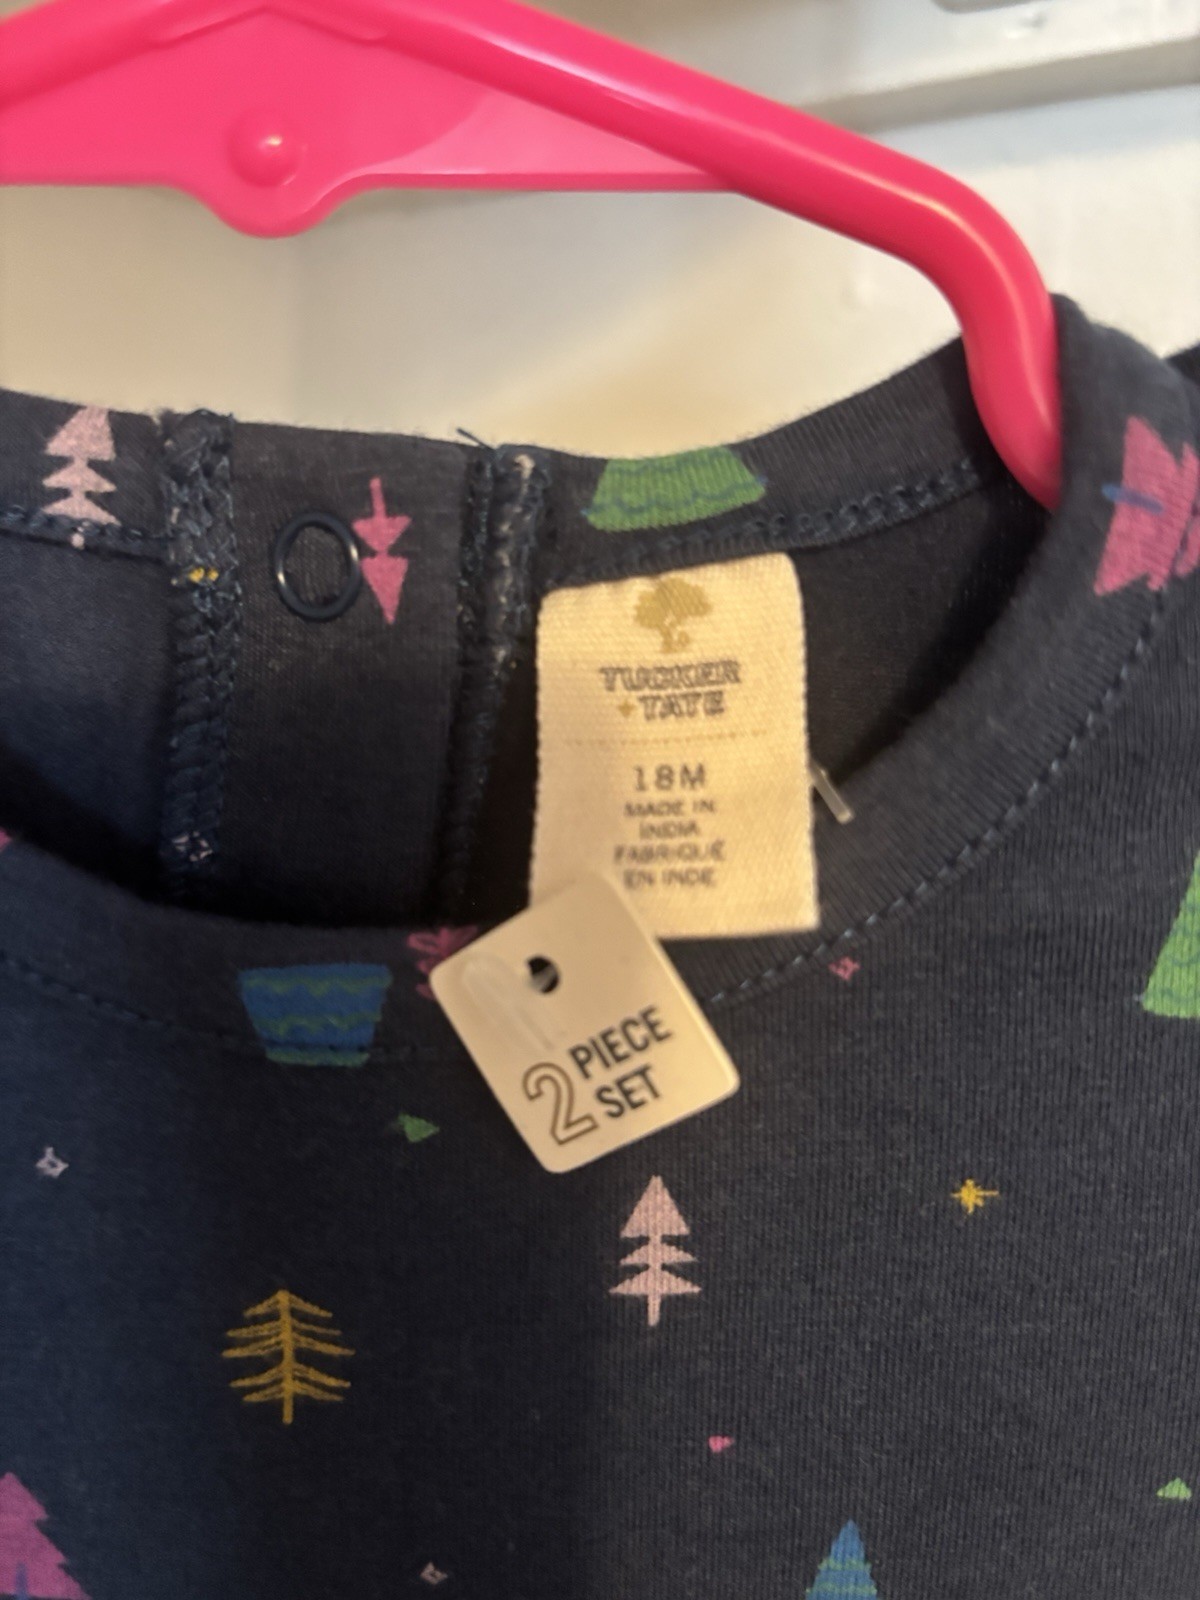 TUCKER
+TATE
18M
MADE IN
INDIA
FABRIQUÉ
EN INDE
2 PIECE
SET